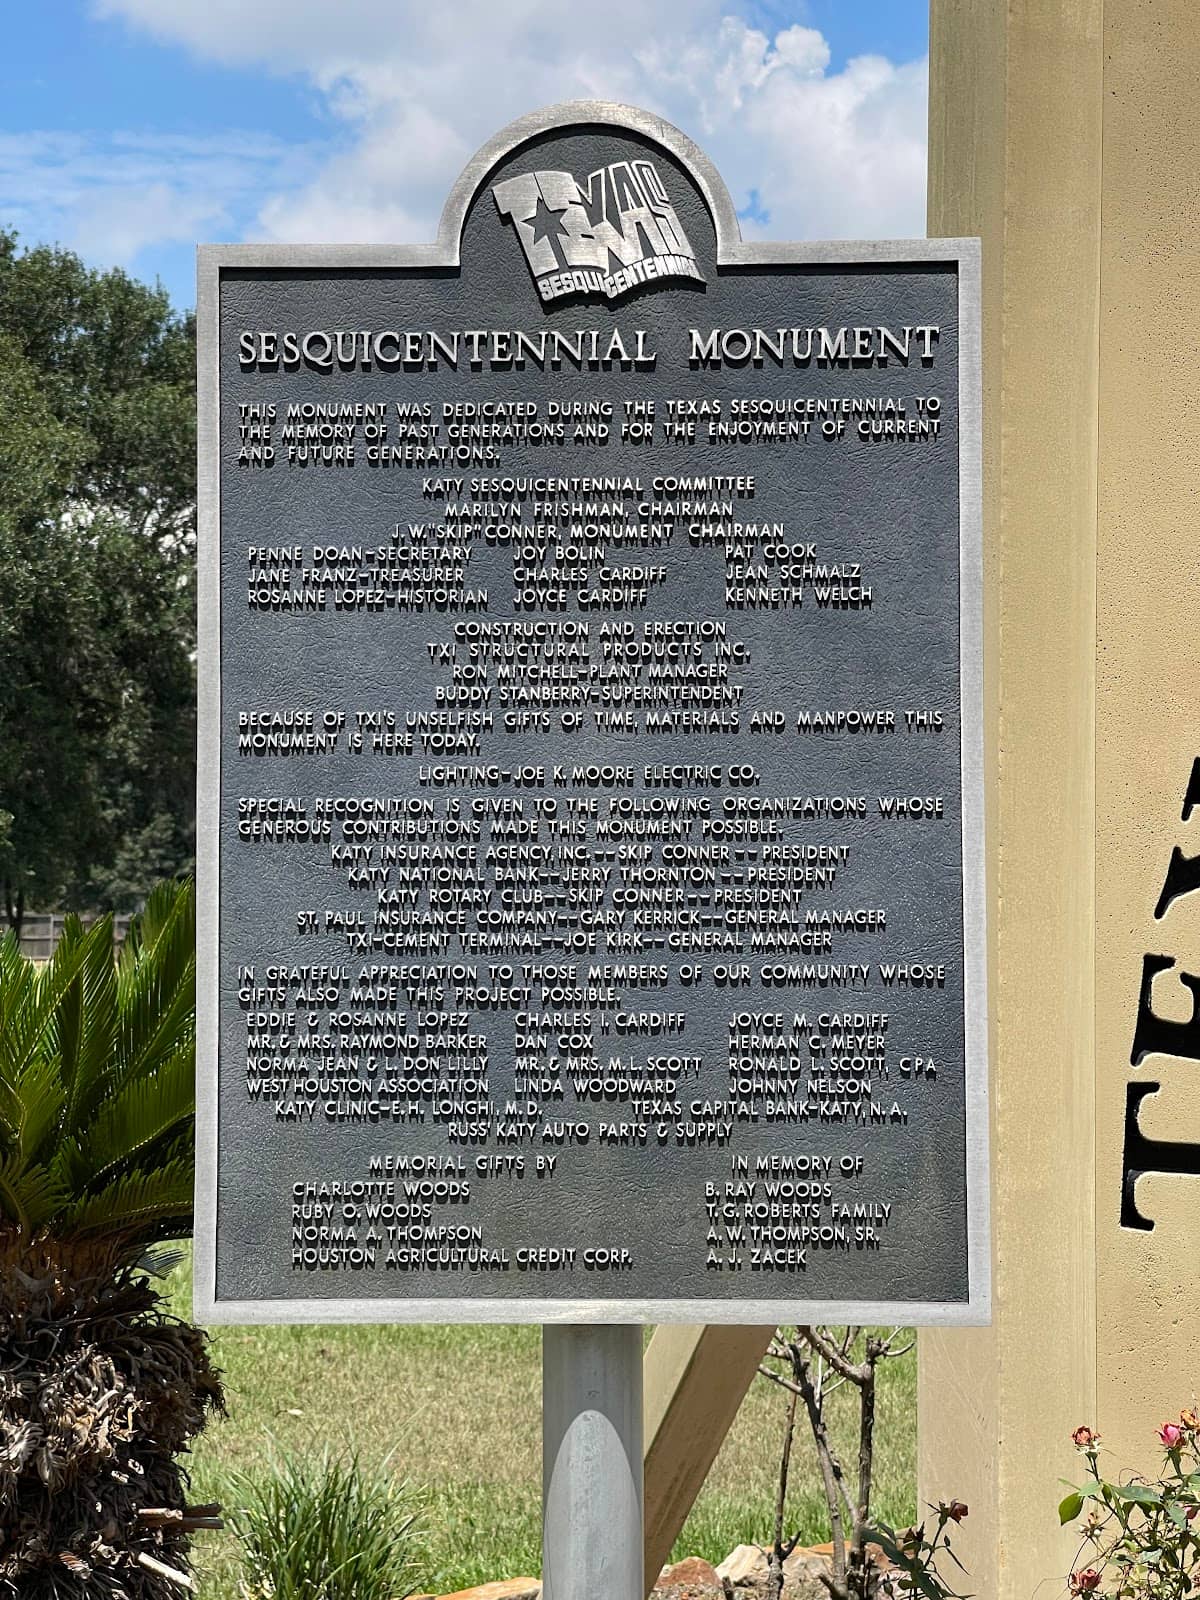 TEXAS
SESQUICENTENNIAL
SESQUICENTENNIAL MONUMENT
THIS MONUMENT WAS DEDICATED DURING THE TEXAS SESQUICENTENNIAL TO
THE MEMORY OF PAST GENERATIONS AND FOR THE ENJOYMENT OF CURRENT
AND FUTURE GENERATIONS.
KATY SESQUICENTENNIAL COMMITTEE
MARILYN FRISHMAN, CHAIRMAN
J.W. "SKIP" CONNER, MONUMENT CHAIRMAN
PENNE DOAN-SECRETARY JOY BOLIN PAT COOK
JANE FRANZ-TREASURER CHARLES CARDIFF JEAN SCHMALZ
ROSANNE LOPEZ-HISTORIAN JOYCE CARDIFF KENNETH WELCH
CONSTRUCTION AND ERECTION
TXI STRUCTURAL PRODUCTS INC.
RON MITCHELL-PLANT MANAGER
BUDDY STANBERRY-SUPERINTENDENT
BECAUSE OF TXI'S UNSELFISH GIFTS OF TIME, MATERIALS AND MANPOWER THIS
MONUMENT IS HERE TODAY.
LIGHTING-JOE K. MOORE ELECTRIC CO.
SPECIAL RECOGNITION IS GIVEN TO THE FOLLOWING ORGANIZATIONS WHOSE
GENEROUS CONTRIBUTIONS MADE THIS MONUMENT POSSIBLE.
KATY INSURANCE AGENCY, INC.--SKIP CONNER--PRESIDENT
KATY NATIONAL BANK--JERRY THORNTON--PRESIDENT
KATY ROTARY CLUB--SKIP CONNER--PRESIDENT
ST. PAUL INSURANCE COMPANY--GARY KERRICK--GENERAL MANAGER
TXI-CEMENT TERMINAL--JOE KIRK--GENERAL MANAGER
IN GRATEFUL APPRECIATION TO THOSE MEMBERS OF OUR COMMUNITY WHOSE
GIFTS ALSO MADE THIS PROJECT POSSIBLE.
EDDIE & ROSANNE LOPEZ CHARLES I. CARDIFF JOYCE M. CARDIFF
MR. & MRS. RAYMOND BARKER DAN COX HERMAN C. MEYER
NORMA JEAN & L. DON LILLY MR. & MRS. M.L. SCOTT RONALD L. SCOTT, CPA
WEST HOUSTON ASSOCIATION LINDA WOODWARD JOHNNY NELSON
KATY CLINIC-E.H. LONGHI, M.D. TEXAS CAPITAL BANK-KATY, N.A.
RUSS' KATY AUTO PARTS & SUPPLY
MEMORIAL GIFTS BY IN MEMORY OF
CHARLOTTE WOODS B. RAY WOODS
RUBY O. WOODS T.G. ROBERTS FAMILY
NORMA A. THOMPSON A.W. THOMPSON, SR.
HOUSTON AGRICULTURAL CREDIT CORP. A. J. ZACEK